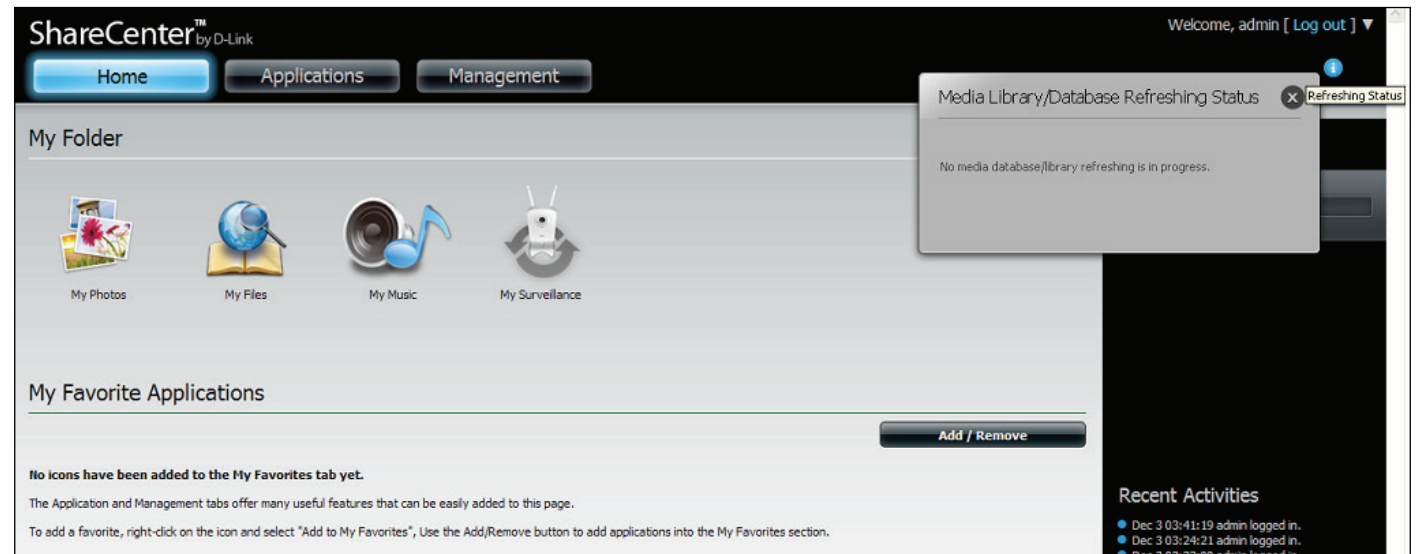 ShareCenter™ by D-Link
Welcome, admin [ Log out ] ▼
Home
Applications
Management
Media Library/Database Refreshing Status
Refreshing Status
No media database/library refreshing is in progress.
My Folder
My Photos
My Files
My Music
My Surveillance
My Favorite Applications
Add / Remove
No icons have been added to the My Favorites tab yet.
The Application and Management tabs offer many useful features that can be easily added to this page.
To add a favorite, right-click on the icon and select "Add to My Favorites", Use the Add/Remove button to add applications into the My Favorites section.
Recent Activities
Dec 3 03:41:19 admin logged in.
Dec 3 03:24:21 admin logged in.